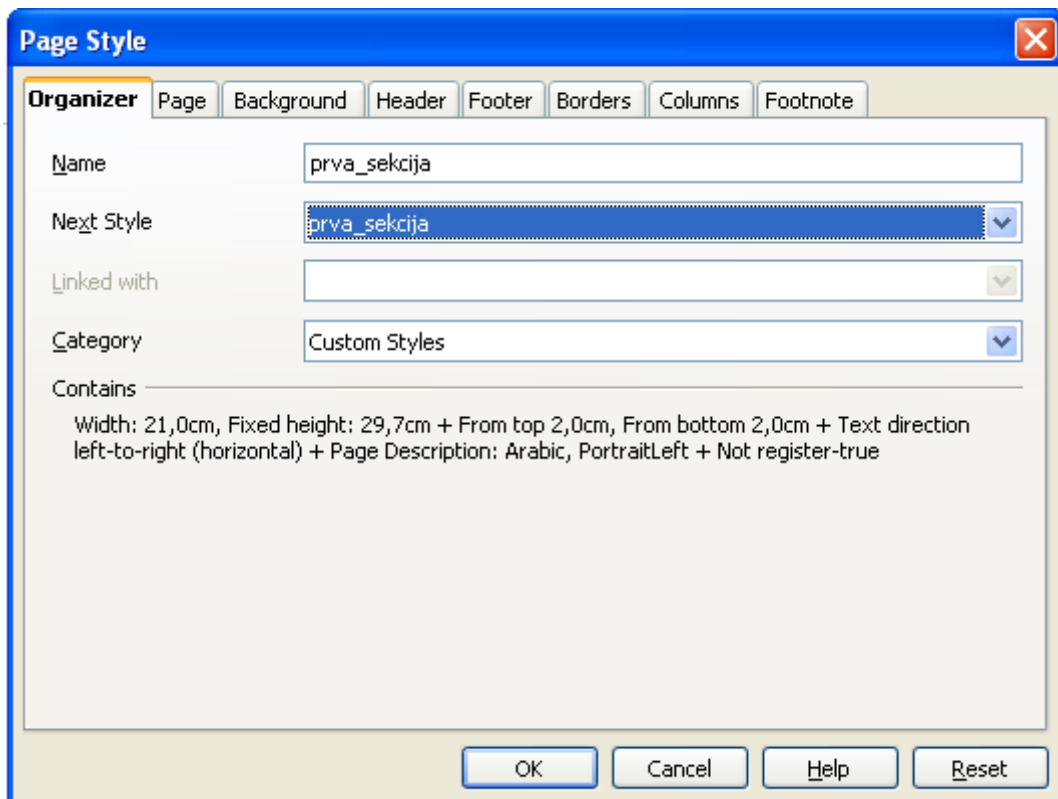 Page Style
Organizer Page Background Header Footer Borders Columns Footnote
Name prva_sekcija
Next Style prva_sekcija
Linked with
Category Custom Styles
Contains
Width: 21,0cm, Fixed height: 29,7cm + From top 2,0cm, From bottom 2,0cm + Text direction
left-to-right (horizontal) + Page Description: Arabic, PortraitLeft + Not register-true
OK Cancel Help Reset